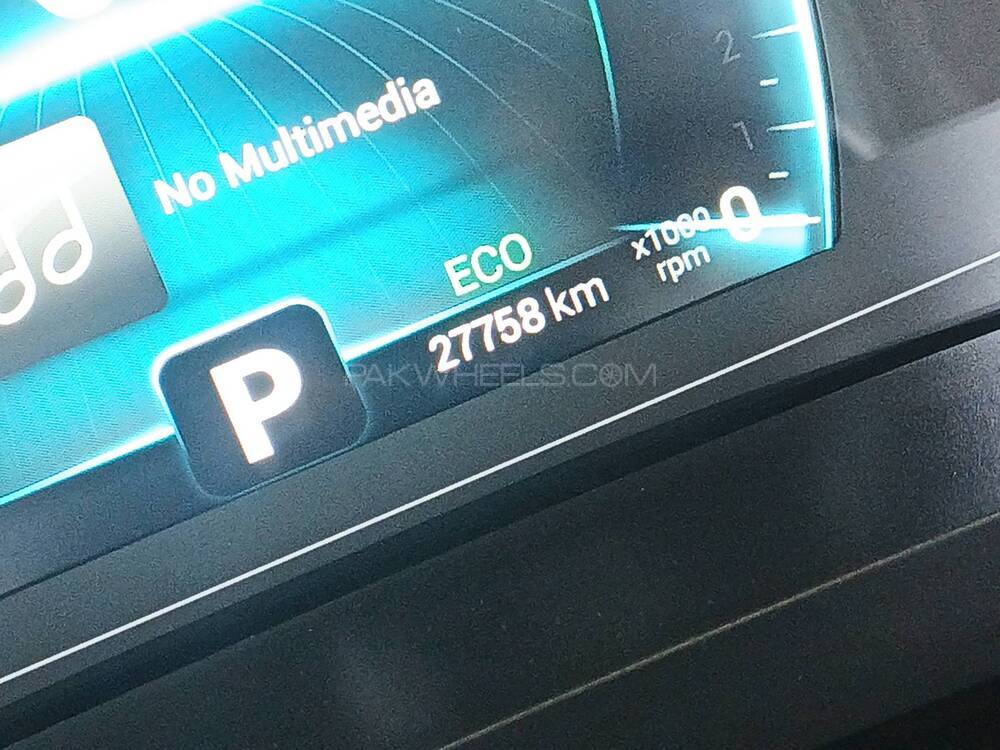 No Multimedia
2
1
0
x1000
rpm
ECO
27758 km
P
PAKWHEELS.COM